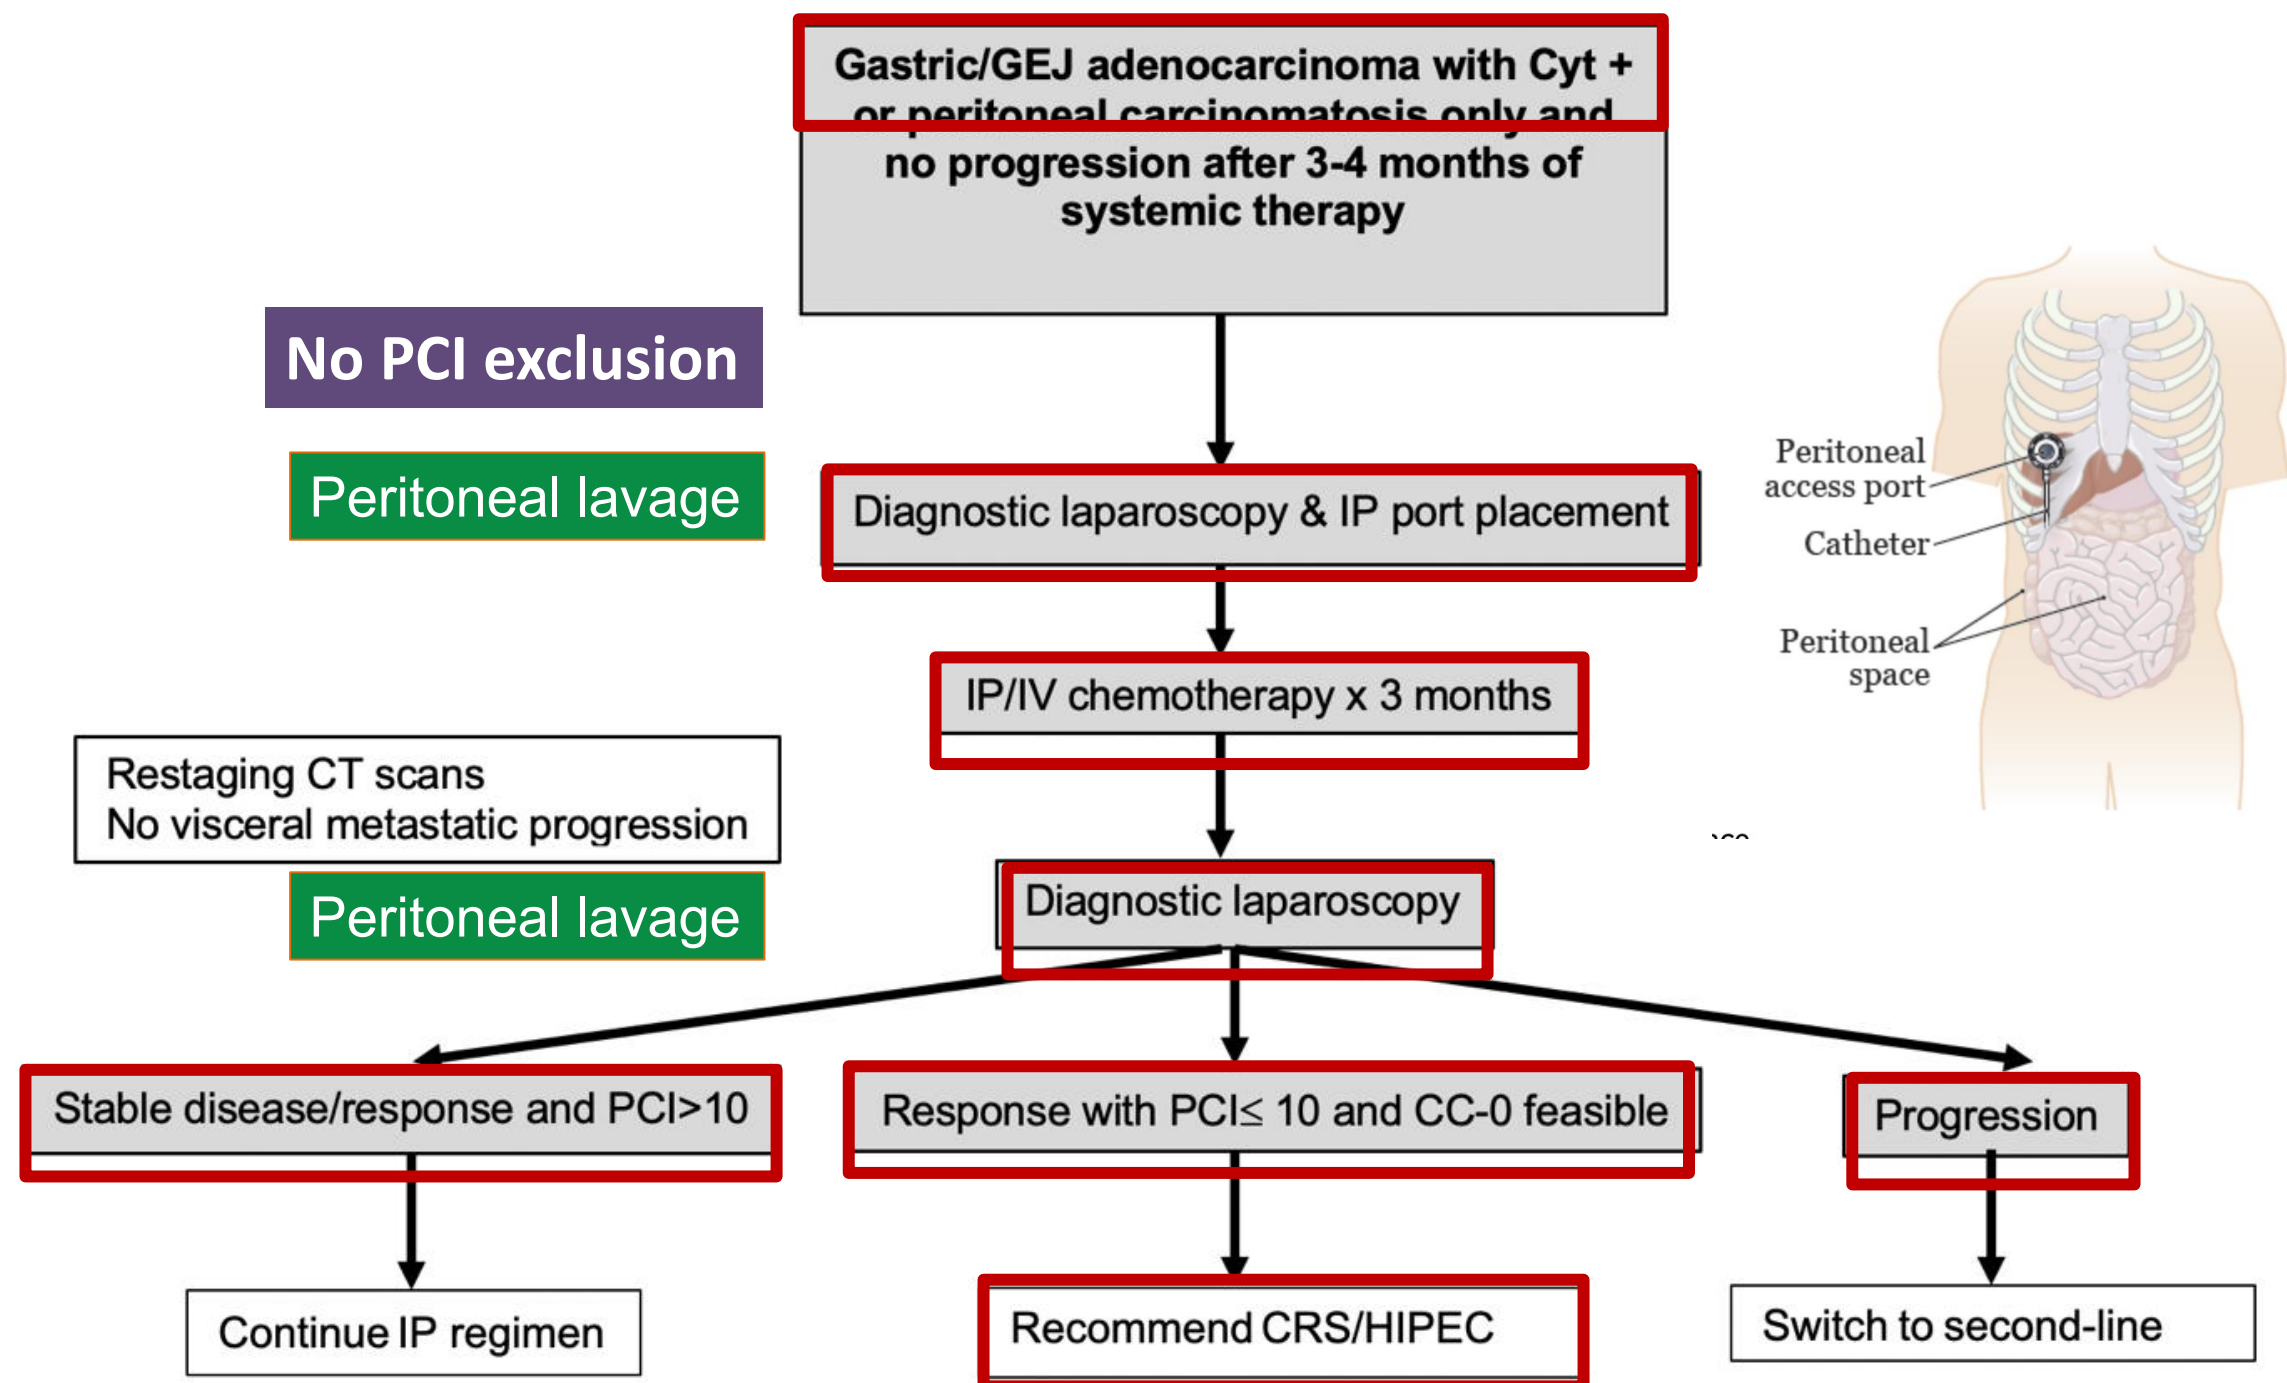 Gastric/GEJ adenocarcinoma with Cyt +
or peritoneal carcinomatosis only and
no progression after 3-4 months of
systemic therapy
No PCI exclusion
Peritoneal lavage
Diagnostic laparoscopy & IP port placement
Peritoneal
access port
Catheter
Peritoneal
space
IP/IV chemotherapy x 3 months
Restaging CT scans
No visceral metastatic progression
Peritoneal lavage
Diagnostic laparoscopy
Stable disease/response and PCI>10
Response with PCI≤ 10 and CC-0 feasible
Progression
Continue IP regimen
Recommend CRS/HIPEC
Switch to second-line